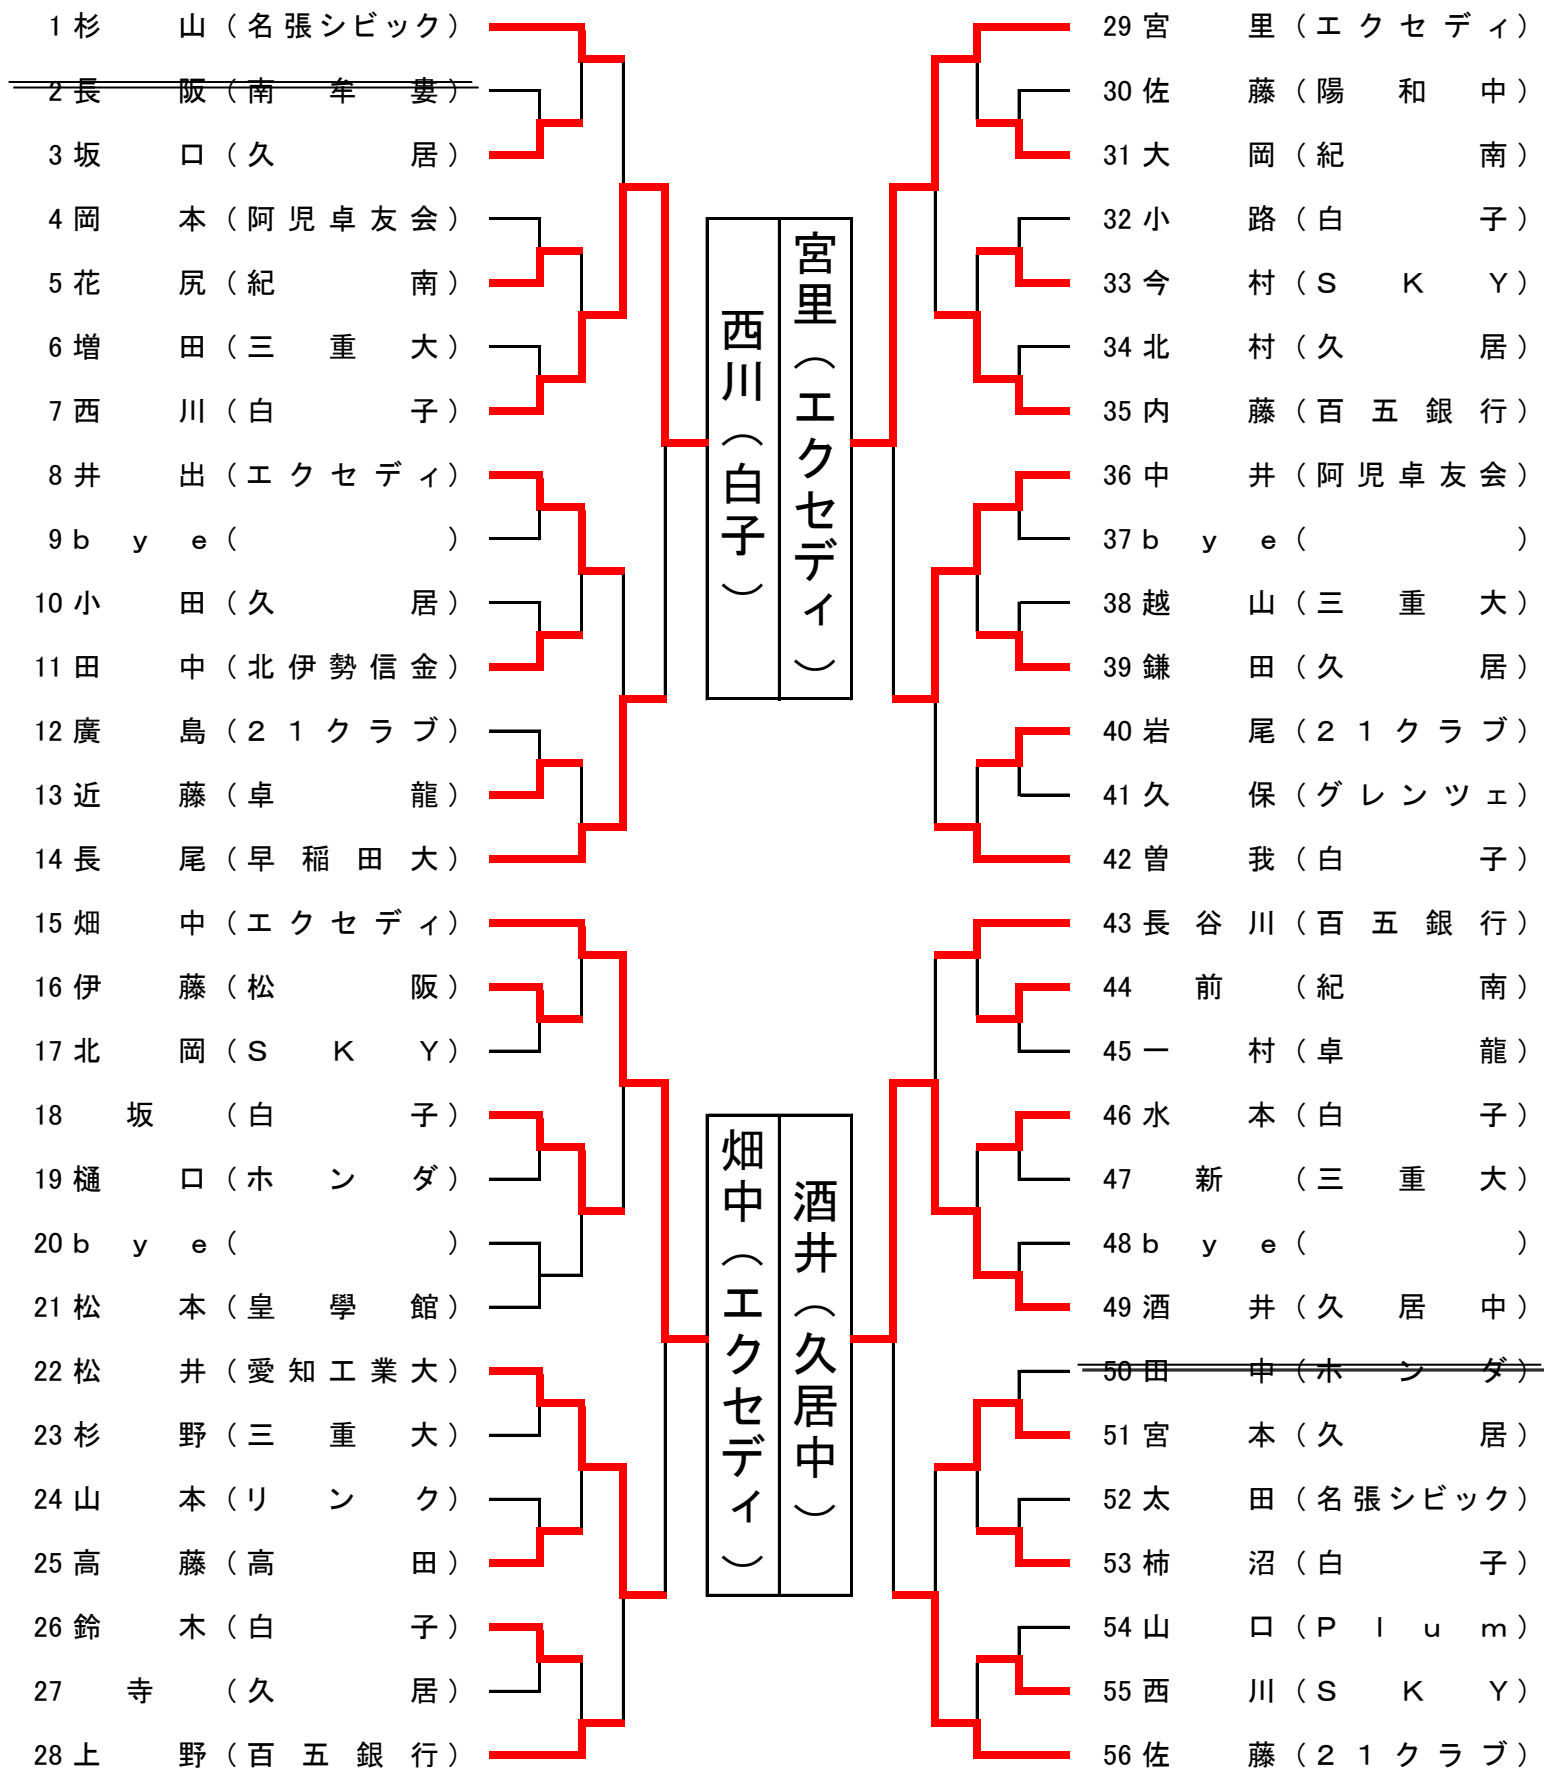 1 杉山（名張シビック）
2 長阪（南牟婁）
3 坂口（久居）
4 岡本（阿児卓友会）
5 花尻（紀南）
6 増田（三重大）
7 西川（白子）
8 井出（エクセディ）
9 ｂｙｅ（　）
10 小田（久居）
11 田中（北伊勢信金）
12 廣島（２１クラブ）
13 近藤（卓龍）
14 長尾（早稲田大）
15 畑中（エクセディ）
16 伊藤（松阪）
17 北岡（ＳＫＹ）
18 坂（白子）
19 樋口（ホンダ）
20 ｂｙｅ（　）
21 松本（皇學館）
22 松井（愛知工業大）
23 杉野（三重大）
24 山本（リンク）
25 高藤（高田）
26 鈴木（白子）
27 寺（久居）
28 上野（百五銀行）
西川（白子）
宮里（エクセディ）
畑中（エクセディ）
酒井（久居中）
29 宮里（エクセディ）
30 佐藤（陽和中）
31 大岡（紀南）
32 小路（白子）
33 今村（ＳＫＹ）
34 北村（久居）
35 内藤（百五銀行）
36 中井（阿児卓友会）
37 ｂｙｅ（　）
38 越山（三重大）
39 鎌田（久居）
40 岩尾（２１クラブ）
41 久保（グレンツェ）
42 曽我（白子）
43 長谷川（百五銀行）
44 前（紀南）
45 一村（卓龍）
46 水本（白子）
47 新（三重大）
48 ｂｙｅ（　）
49 酒井（久居中）
50 田中（ホンダ）
51 宮本（久居）
52 太田（名張シビック）
53 柿沼（白子）
54 山口（Ｐｌｕｍ）
55 西川（ＳＫＹ）
56 佐藤（２１クラブ）